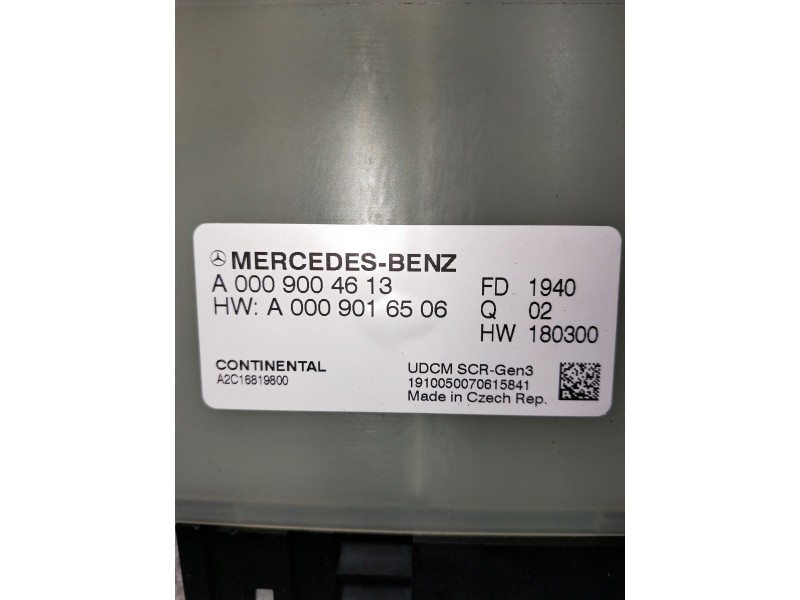 MERCEDES-BENZ
A 000 900 46 13
HW: A 000 901 65 06
FD 1940
Q 02
HW 180300
CONTINENTAL
A2C16819800
UDCM SCR-Gen3
1910050070615841
Made in Czech Rep.